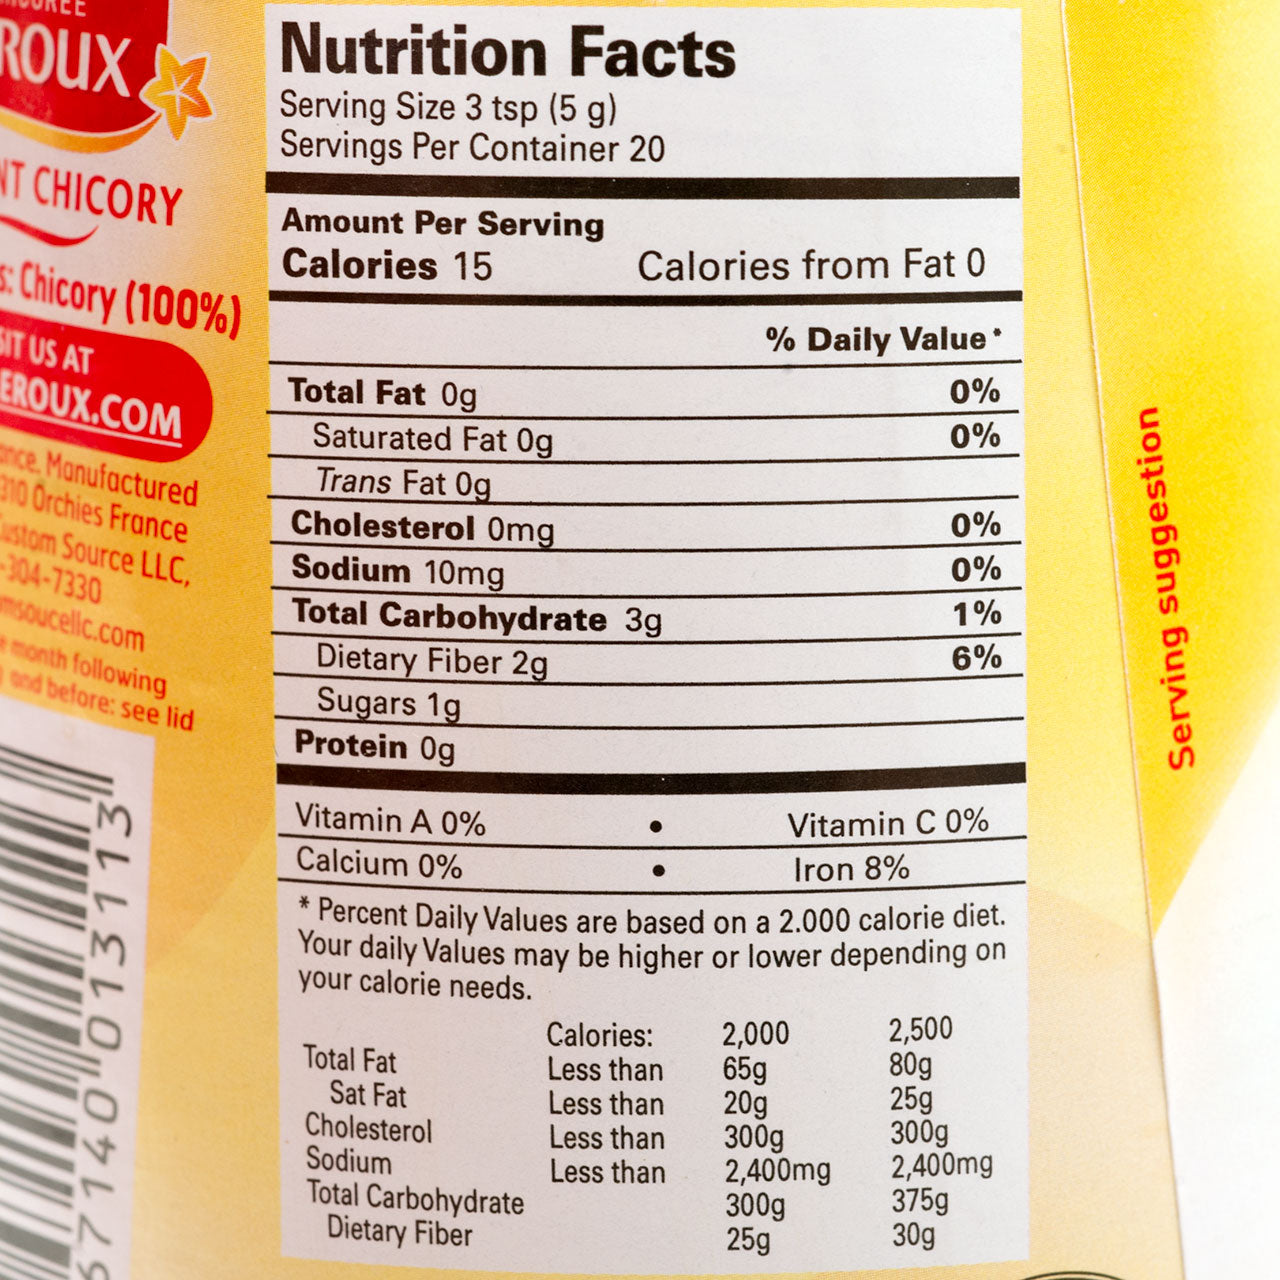 ROUX
CHICORY
Chicory (100%)
US AT
EROUX.COM
Manufactured
Orchies France
Source LLC,
-304-7330
month following
and before: see lid
67140 013113
Nutrition Facts
Serving Size 3 tsp (5 g)
Servings Per Container 20
Amount Per Serving
Calories 15 Calories from Fat 0
% Daily Value*
Total Fat 0g 0%
Saturated Fat 0g 0%
Trans Fat 0g
Cholesterol 0mg 0%
Sodium 10mg 0%
Total Carbohydrate 3g 1%
Dietary Fiber 2g 6%
Sugars 1g
Protein 0g
Vitamin A 0% • Vitamin C 0%
Calcium 0% • Iron 8%
* Percent Daily Values are based on a 2.000 calorie diet.
Your daily Values may be higher or lower depending on
your calorie needs.
Calories: 2,000 2,500
Total Fat Less than 65g 80g
Sat Fat Less than 20g 25g
Cholesterol Less than 300g 300g
Sodium Less than 2,400mg 2,400mg
Total Carbohydrate 300g 375g
Dietary Fiber 25g 30g
Serving suggestion